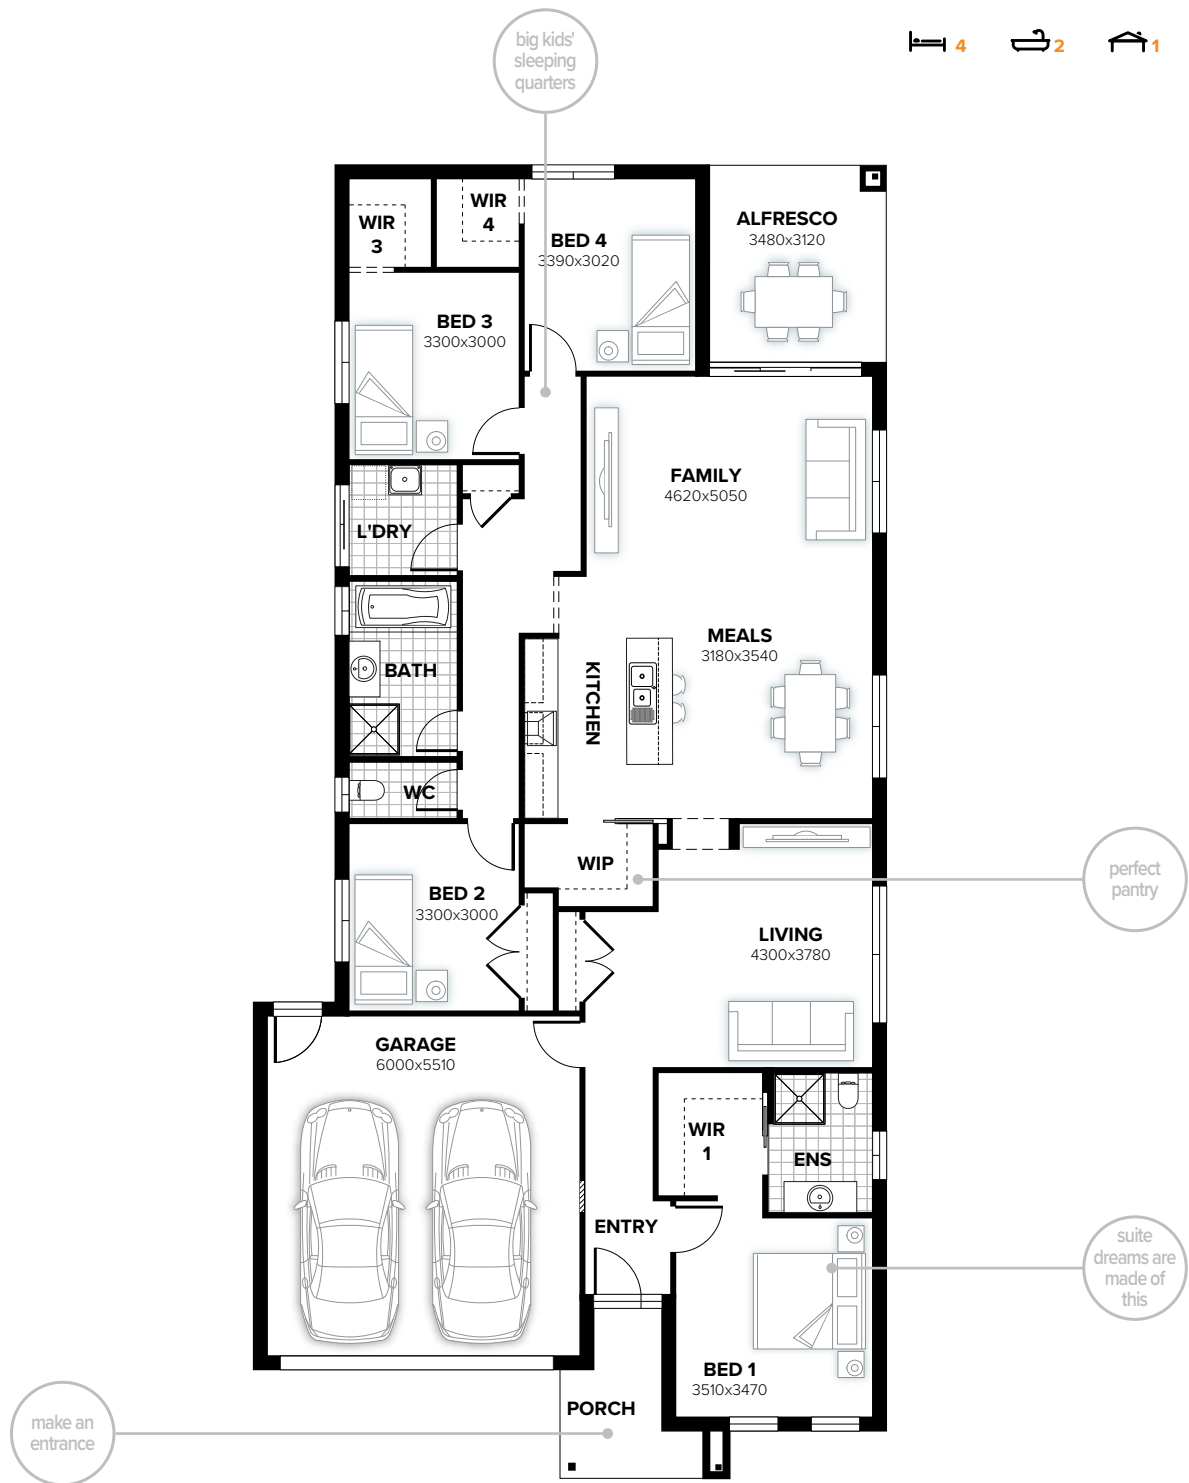 big kids'
sleeping
quarters
4
2
1
WIR
3
WIR
4
BED 4
3390x3020
ALFRESCO
3480x3120
BED 3
3300x3000
FAMILY
4620x5050
L'DRY
MEALS
3180x3540
KITCHEN
BATH
WC
WIP
perfect
pantry
BED 2
3300x3000
LIVING
4300x3780
GARAGE
6000x5510
WIR
1
ENS
ENTRY
suite
dreams are
made of
this
BED 1
3510x3470
PORCH
make an
entrance